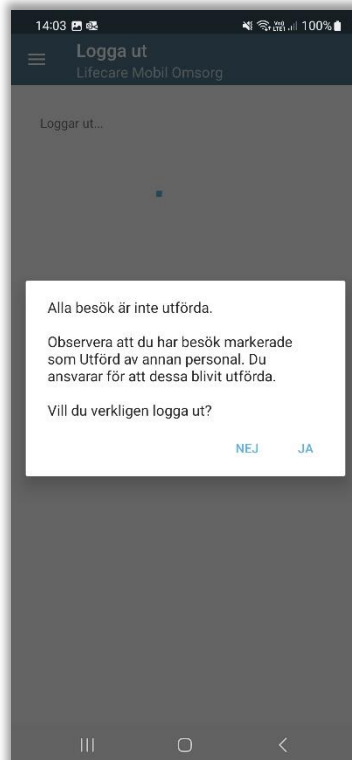 14:03 100%
Logga ut
Lifecare Mobil Omsorg
Loggar ut...
Alla besök är inte utförda.
Observera att du har besök markerade
som Utförd av annan personal. Du
ansvarar för att dessa blivit utförda.
Vill du verkligen logga ut?
NEJ JA